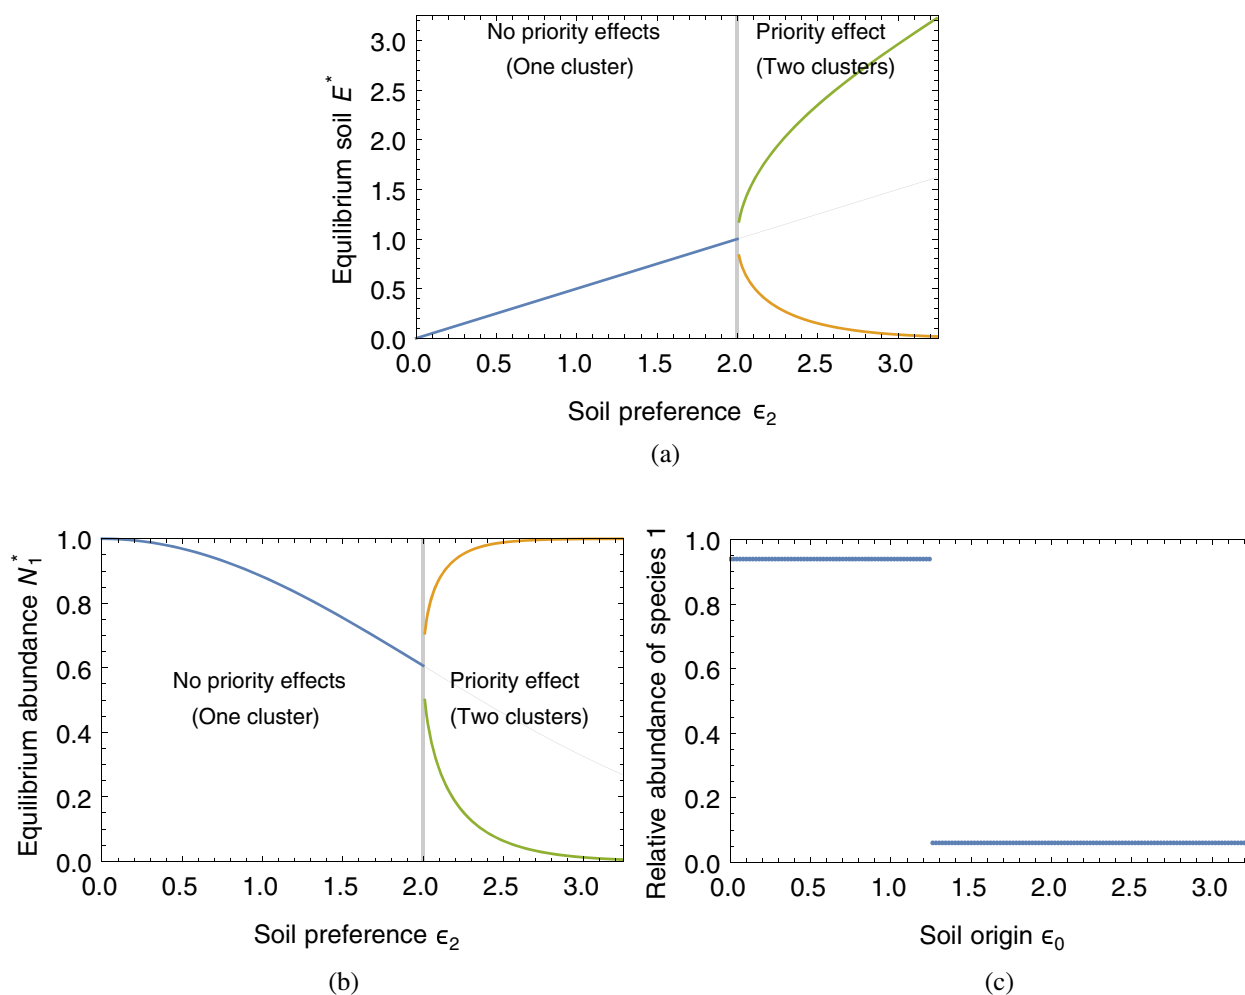 No priority effects
(One cluster)
Priority effect
(Two clusters)
Equilibrium soil E*
3.0
2.5
2.0
1.5
1.0
0.5
0.0
0.0 0.5 1.0 1.5 2.0 2.5 3.0
Soil preference ϵ2
(a)
Equilibrium abundance N1*
1.0
0.8
0.6
0.4
0.2
0.0
No priority effects
(One cluster)
Priority effect
(Two clusters)
0.0 0.5 1.0 1.5 2.0 2.5 3.0
Soil preference ϵ2
(b)
Relative abundance of species 1
1.0
0.8
0.6
0.4
0.2
0.0
0.0 0.5 1.0 1.5 2.0 2.5 3.0
Soil origin ϵ0
(c)